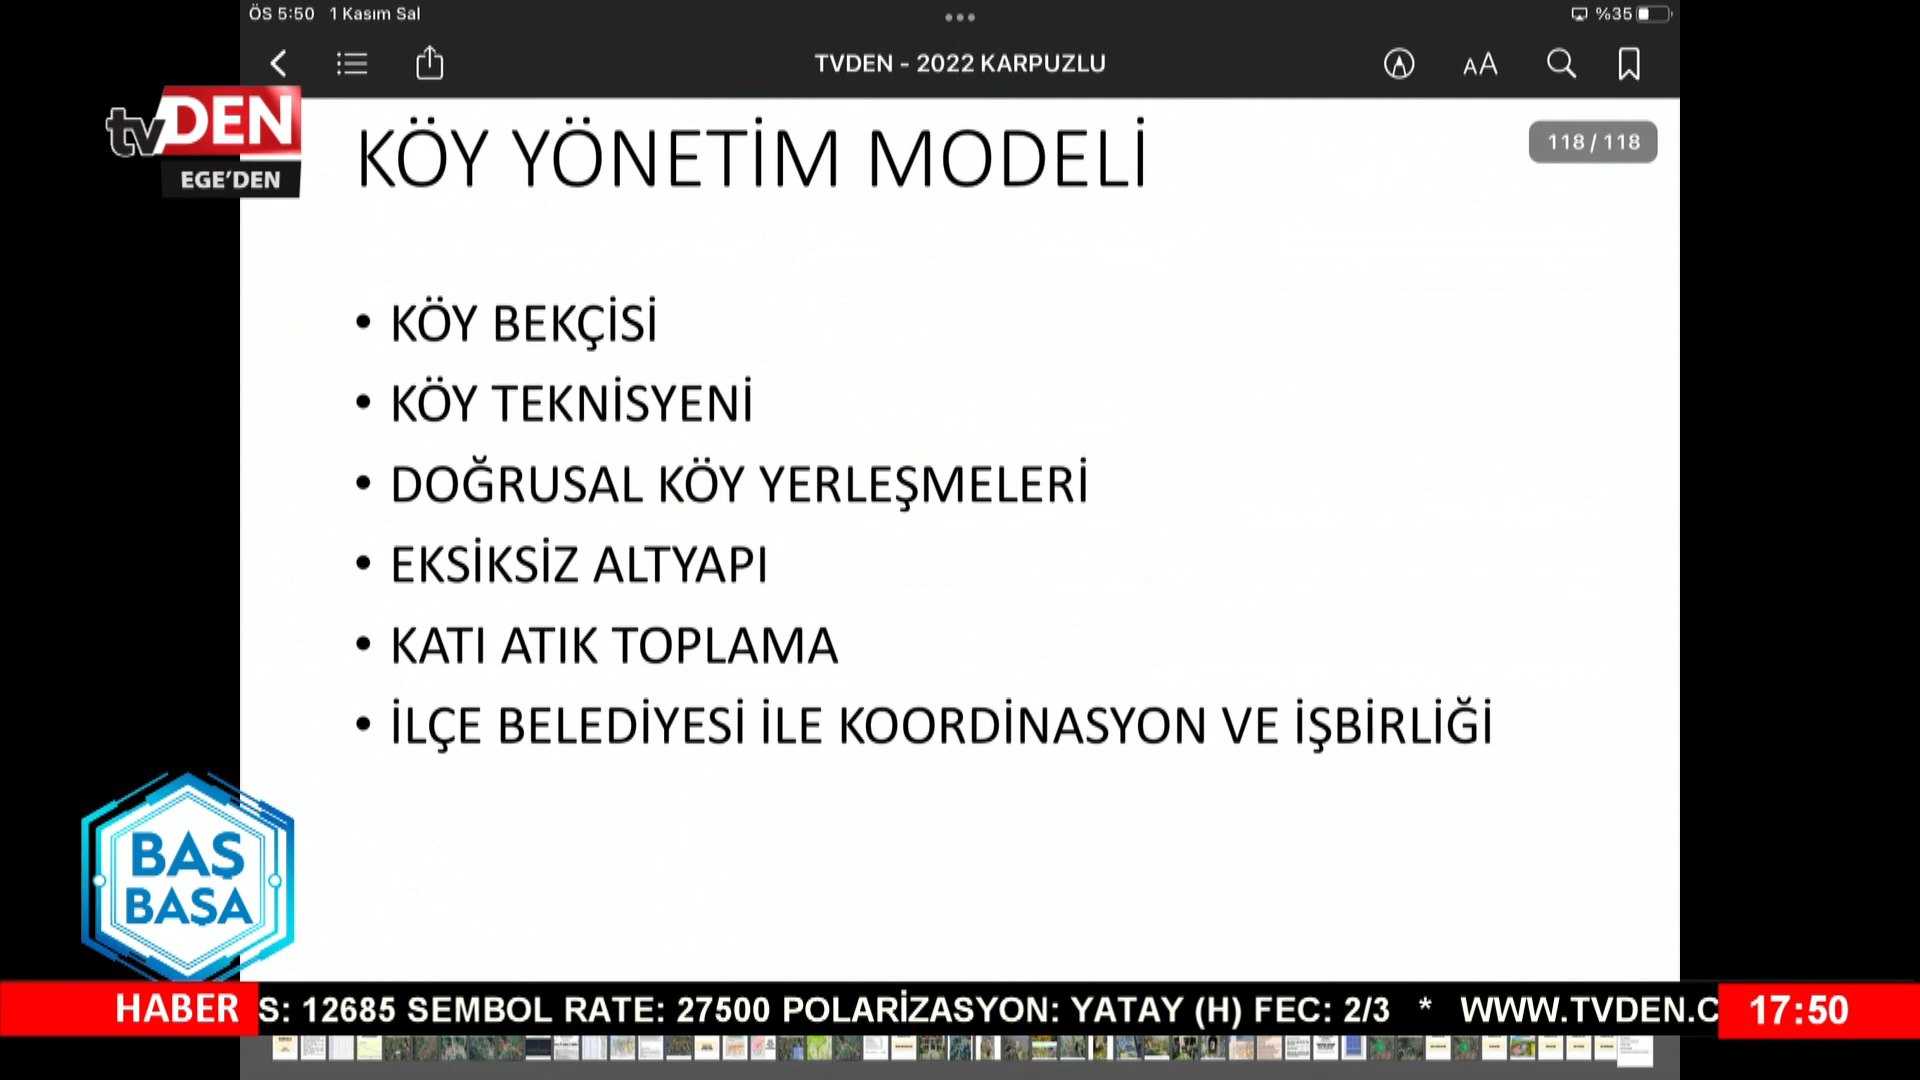 ÖS 5:50 1 Kasım Sal
%35
TVDEN - 2022 KARPUZLU
AA
tvDEN
EGE'DEN
KÖY YÖNETİM MODELİ
118 / 118
• KÖY BEKÇİSİ
• KÖY TEKNİSYENİ
• DOĞRUSAL KÖY YERLEŞMELERİ
• EKSİKSİZ ALTYAPI
• KATI ATIK TOPLAMA
• İLÇE BELEDİYESİ İLE KOORDİNASYON VE İŞBİRLİĞİ
BAŞ
BAŞA
HABER
S: 12685 SEMBOL RATE: 27500 POLARİZASYON: YATAY (H) FEC: 2/3 * WWW.TVDEN.C
17:50